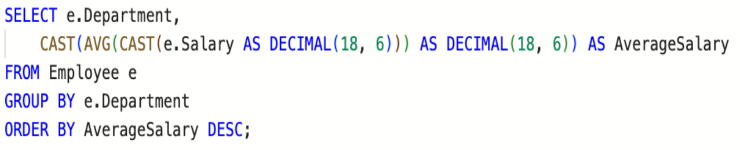 SELECT e.Department,
    CAST(AVG(CAST(e.Salary AS DECIMAL(18, 6))) AS DECIMAL(18, 6)) AS AverageSalary
FROM Employee e
GROUP BY e.Department
ORDER BY AverageSalary DESC;